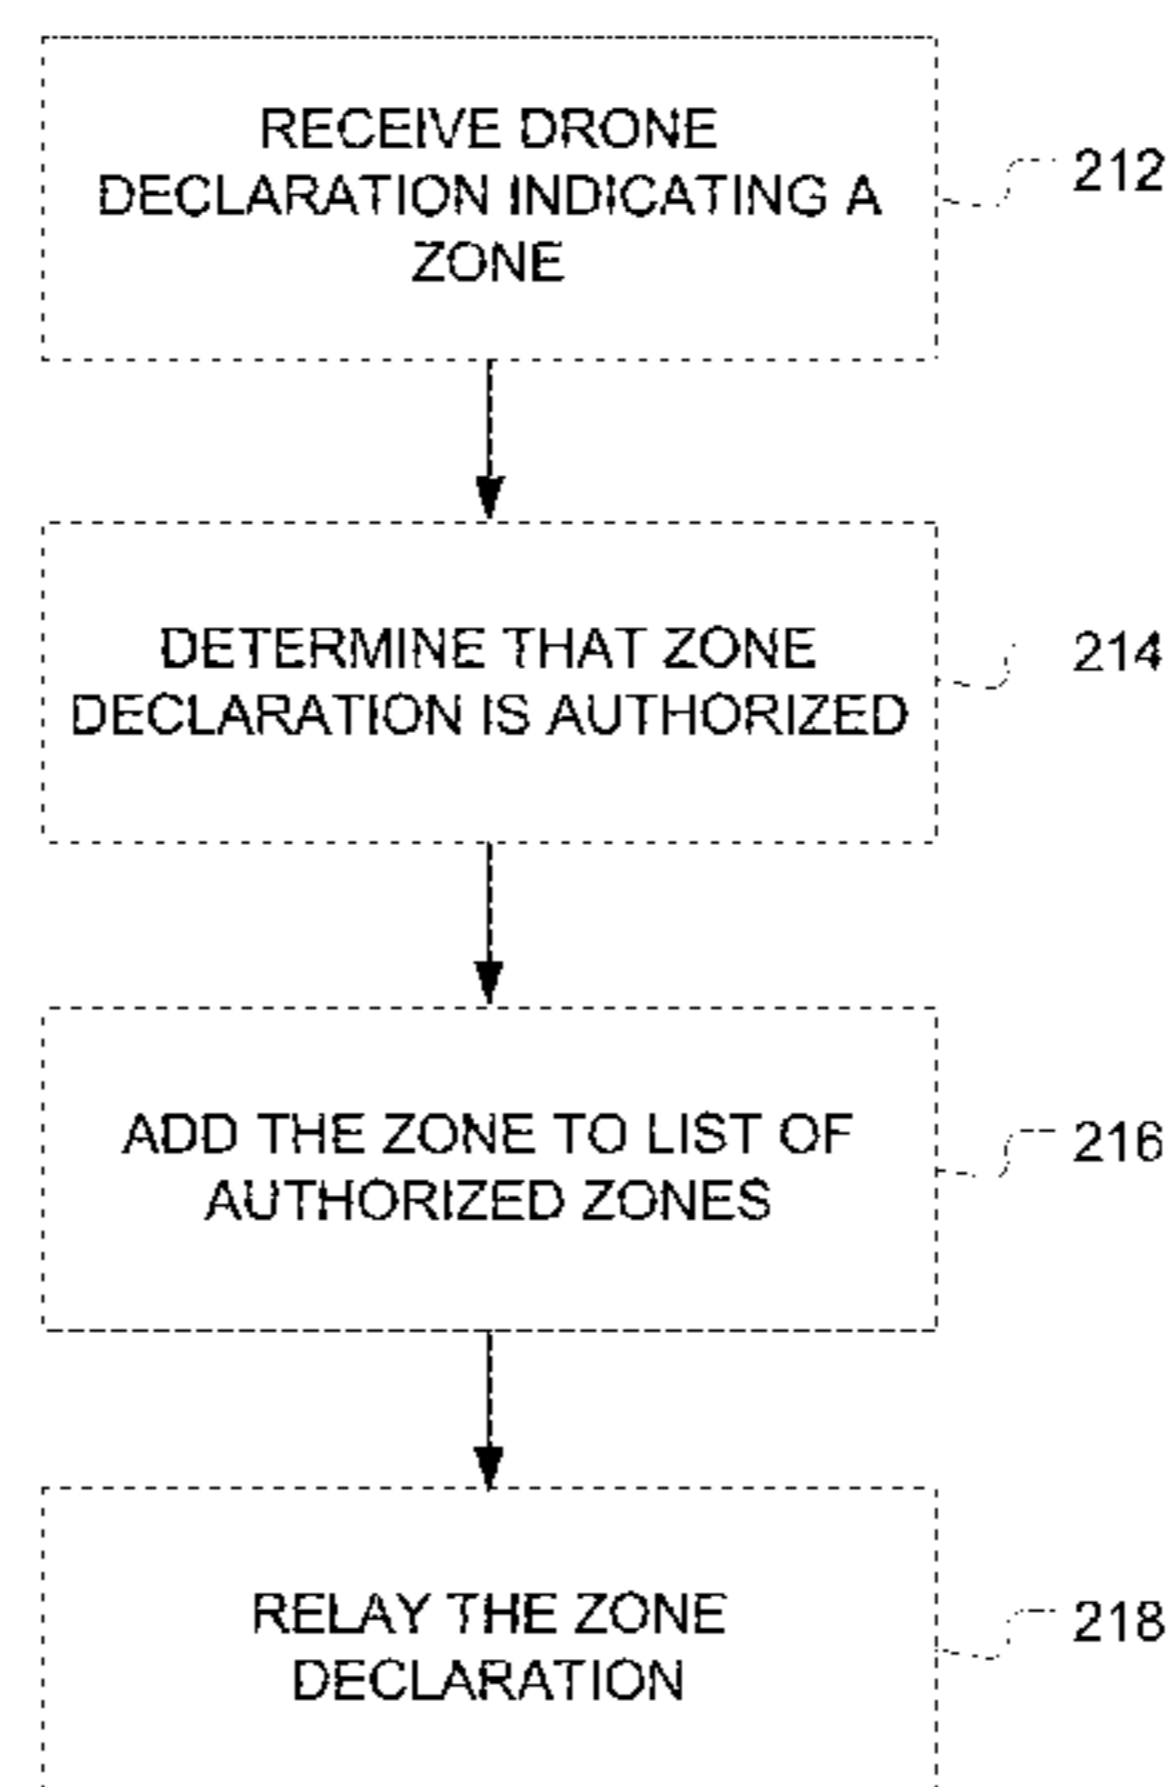 RECEIVE DRONE
DECLARATION INDICATING A
ZONE
212
DETERMINE THAT ZONE
DECLARATION IS AUTHORIZED
214
ADD THE ZONE TO LIST OF
AUTHORIZED ZONES
216
RELAY THE ZONE
DECLARATION
218